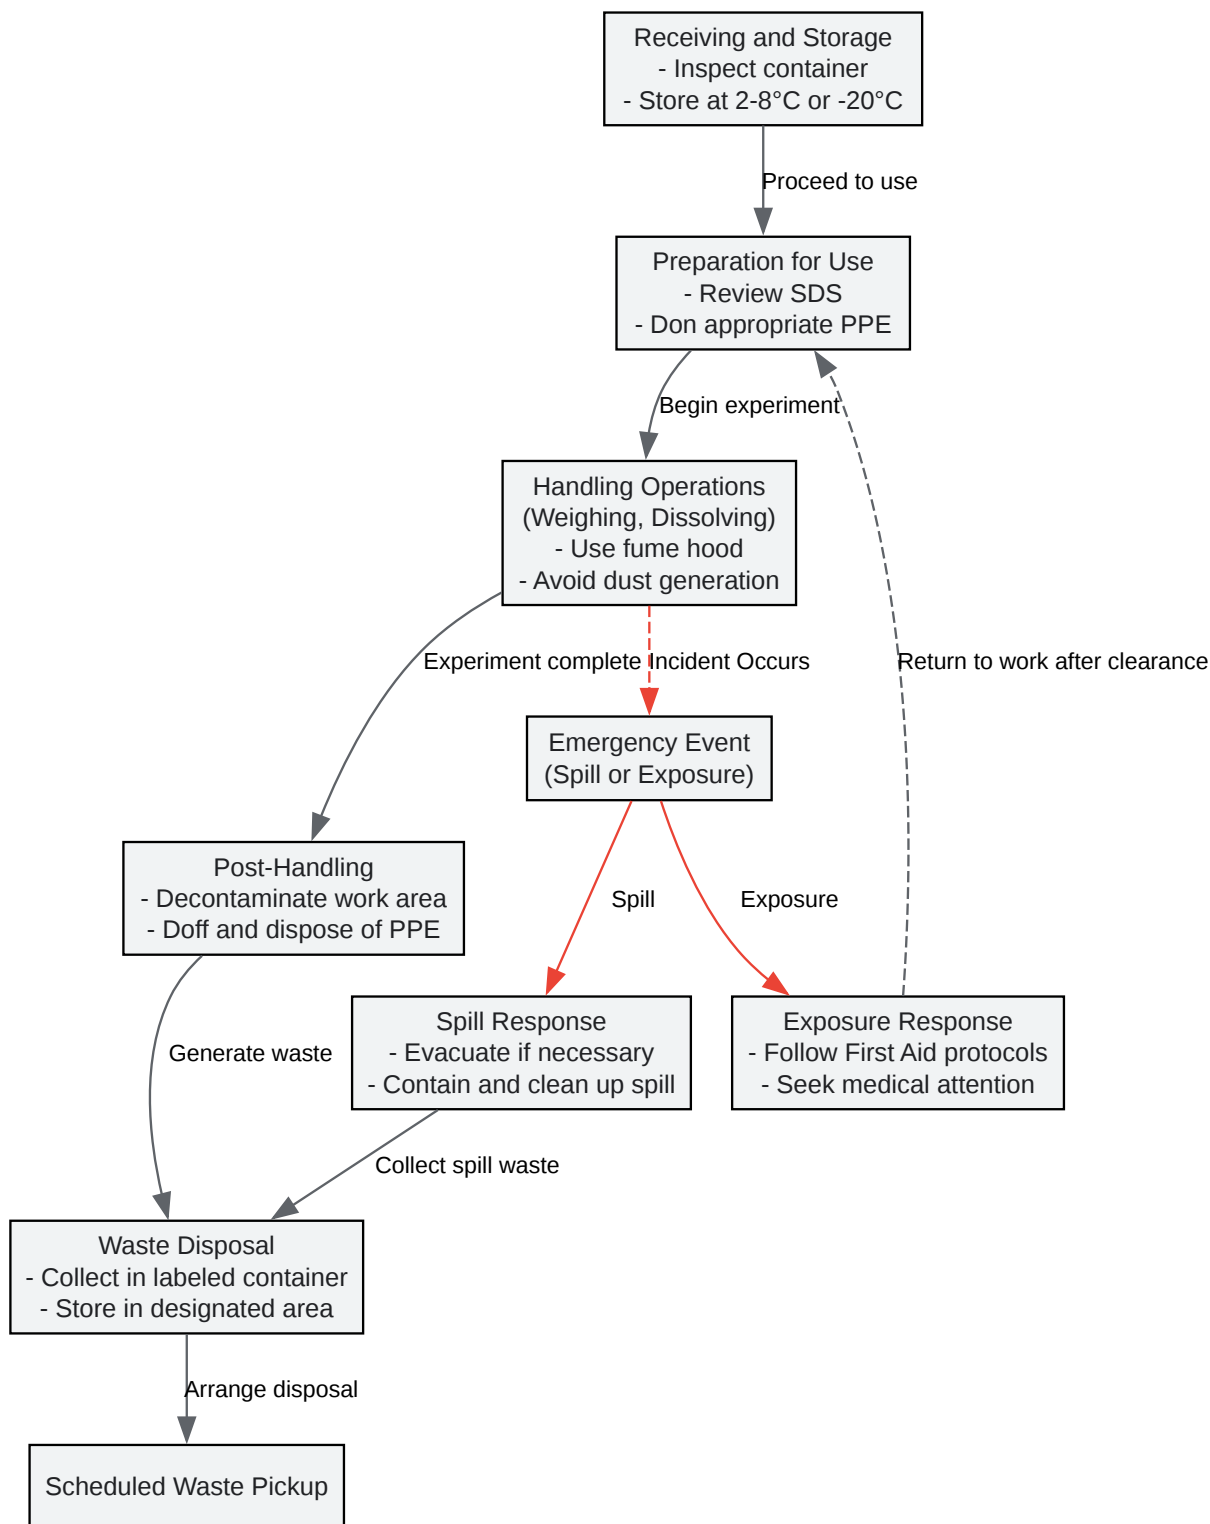 Receiving and Storage
- Inspect container
- Store at 2-8°C or -20°C
Proceed to use
Preparation for Use
- Review SDS
- Don appropriate PPE
Begin experiment
Handling Operations
(Weighing, Dissolving)
- Use fume hood
- Avoid dust generation
Experiment complete
Incident Occurs
Return to work after clearance
Emergency Event
(Spill or Exposure)
Post-Handling
- Decontaminate work area
- Doff and dispose of PPE
Spill
Exposure
Spill Response
- Evacuate if necessary
- Contain and clean up spill
Exposure Response
- Follow First Aid protocols
- Seek medical attention
Generate waste
Collect spill waste
Waste Disposal
- Collect in labeled container
- Store in designated area
Arrange disposal
Scheduled Waste Pickup